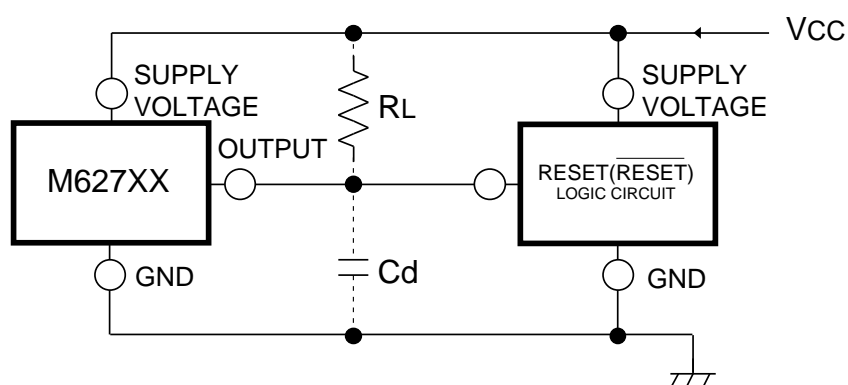 VCC
SUPPLY
VOLTAGE
SUPPLY
VOLTAGE
RL
OUTPUT
M627XX
RESET(RESET)
LOGIC CIRCUIT
GND
Cd
GND